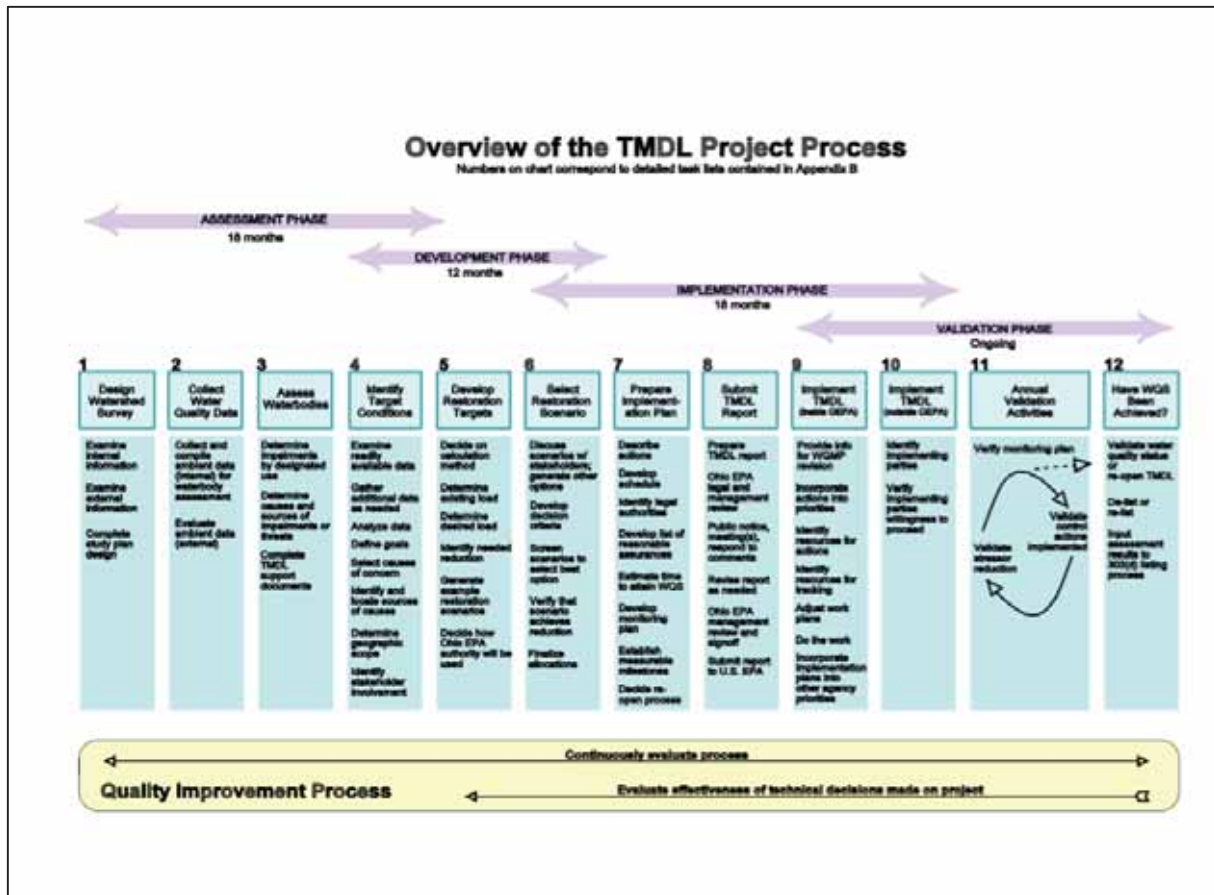 Overview of the TMDL Project Process
Numbers on chart correspond to detailed task lists contained in Appendix B
ASSESSMENT PHASE
18 months
DEVELOPMENT PHASE
12 months
IMPLEMENTATION PHASE
18 months
VALIDATION PHASE
Ongoing
1
Design
Watershed
Survey
Examine
internal
information
Examine
external
information
Complete
study plan
design
2
Collect
Water
Quality Data
Collect and
compile
ambient data
(internal) for
waterbody
assessment
Evaluate
ambient data
(external)
3
Assess
Waterbodies
Determine
impairments
by designated
use
Determine
causes and
sources of
impairments or
threats
Complete
TMDL
support
documents
4
Identify
Target
Conditions
Examine
readily
available data
Gather
additional data
as needed
Analyze data
Define goals
Select causes
of concern
Identify and
locate sources
of causes
Determine
geographic
scope
Identify
stakeholder
involvement
5
Develop
Restoration
Targets
Decide on
calculation
method
Determine
existing load
Determine
desired load
Identify needed
reduction
Generate
example
restoration
scenarios
Decide how
Ohio EPA
authority will be
used
6
Select
Restoration
Scenario
Discuss
scenarios w/
stakeholders;
generate other
options
Develop
decision
criteria
Screen
scenarios to
select best
option
Verify that
scenario
achieves
reduction
Finalize
allocations
7
Prepare
Implement-
ation Plan
Describe
actions
Develop
schedule
Identify legal
authorities
Develop list of
reasonable
assurances
Estimate time
to attain WQS
Develop
monitoring
plan
Establish
measurable
milestones
Decide re-
open process
8
Submit
TMDL
Report
Prepare
TMDL report
Ohio EPA
legal and
management
review
Public notice,
meeting(s),
respond to
comments
Revise report
as needed
Ohio EPA
management
review and
signoff
Submit report
to U.S. EPA
9
Implement
TMDL
(inside OEPA)
Provide info
for WQMP
revision
Incorporate
actions into
priorities
Identify
resources for
actions
Identify
resources for
tracking
Adjust work
plans
Do the work
Incorporate
implementation
plans into
other agency
priorities
10
Implement
TMDL
(outside OEPA)
Identify
implementing
parties
Verify
implementing
parties
willingness to
proceed
11
Annual
Validation
Activities
Verify monitoring plan
Validate
control
actions
implemented
Validate
stressor
reduction
12
Have WQS
Been
Achieved?
Validate water
quality status
or
re-open TMDL
De-list or
re-list
Input
assessment
results to
303(d) listing
process
Continuously evaluate process
Quality Improvement Process
Evaluate effectiveness of technical decisions made on project